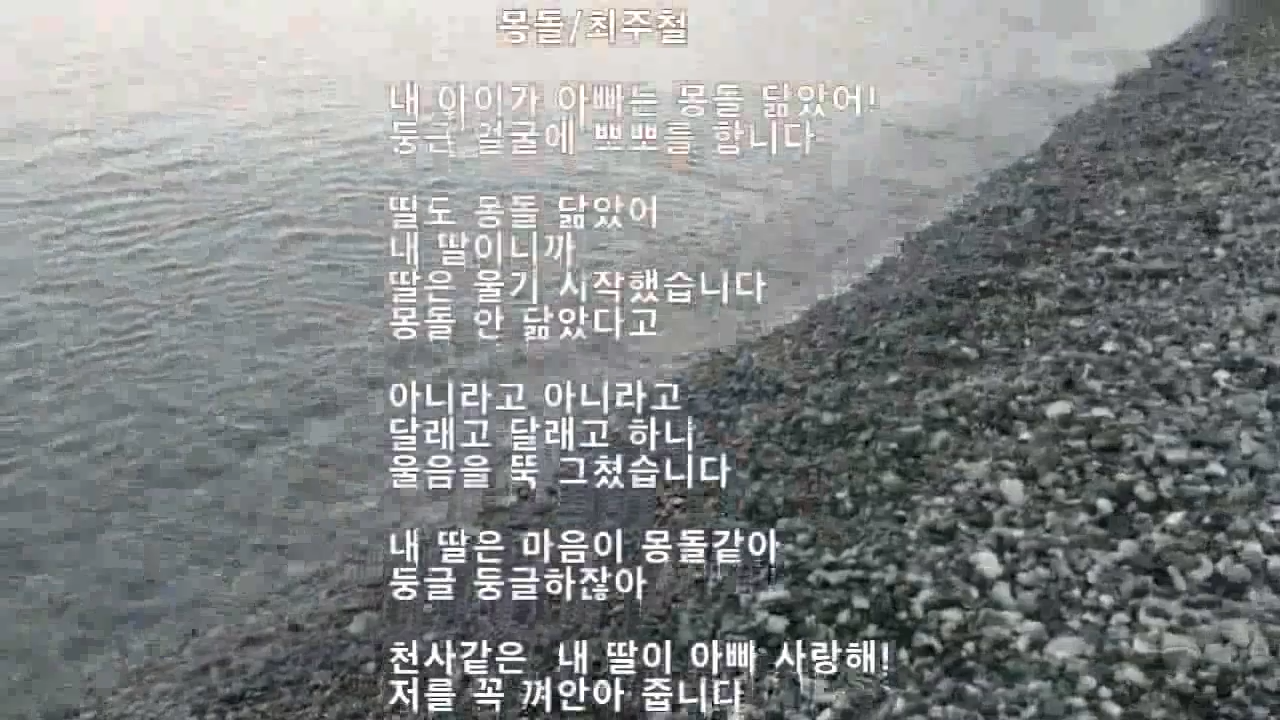 몽돌/최주철
내 아이가 아빠는 몽돌 닮았어!
둥근 얼굴에 뽀뽀를 합니다
띨도 몽돌 닮았어
내 딸이니까
딸은 울기 시작했습니다
몽돌 안 닮았다고
아니라고 아니라고
달래고 달래고 하니
울음을 뚝 그쳤습니다
내 딸은 마음이 몽돌같아
둥글 둥글하잖아
천사같은 내 딸이 아빠 사랑해!
저를 꼭 껴안아 줍니다